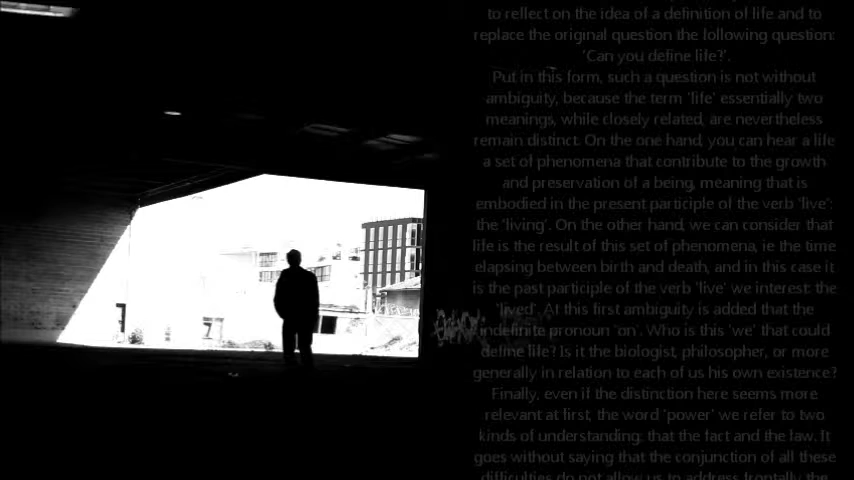 to reflect on the idea of a definition of life and to
replace the original question the lollowing question:
'Can you define life?'.
Put in this form, such a question is not without
ambiguity, because the term 'life' essentially two
meanings, while closely related, are nevertheless
remain distinct. On the one hand, you can hear a life
a set of phenomena that contribute to the growth
and preservation of a being, meaning that is
embodied in the present participle of the verb 'live':
the 'living'. On the other hand, we can consider that
life is the result of this set of phenomena, ie the time
elapsing between birth and death, and in this case it
is the past participle of the verb 'live' we interest: the
'lived'. At this first ambiguity is added that the
indefinite pronoun 'on'. Who is this 'we' that could
define life? Is it the biologist, philosopher, or more
generally in relation to each of us his own existence?
Finally, even if the distinction here seems more
relevant at first, the word 'power' we refer to two
kinds of understanding: that the fact and the law. It
goes without saying that the conjunction of all these
difficulties do not allow us to address frontally the